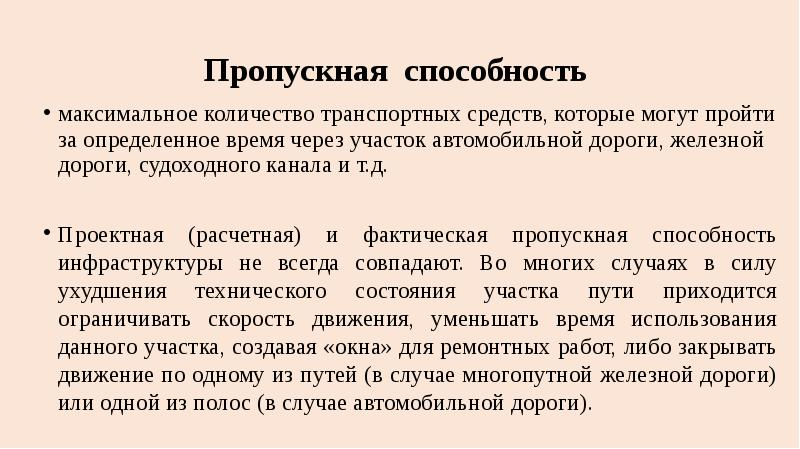 Пропускная способность
• максимальное количество транспортных средств, которые могут пройти
за определенное время через участок автомобильной дороги, железной
дороги, судоходного канала и т.д.
• Проектная (расчетная) и фактическая пропускная способность
инфраструктуры не всегда совпадают. Во многих случаях в силу
ухудшения технического состояния участка пути приходится
ограничивать скорость движения, уменьшать время использования
данного участка, создавая «окна» для ремонтных работ, либо закрывать
движение по одному из путей (в случае многопутной железной дороги)
или одной из полос (в случае автомобильной дороги).